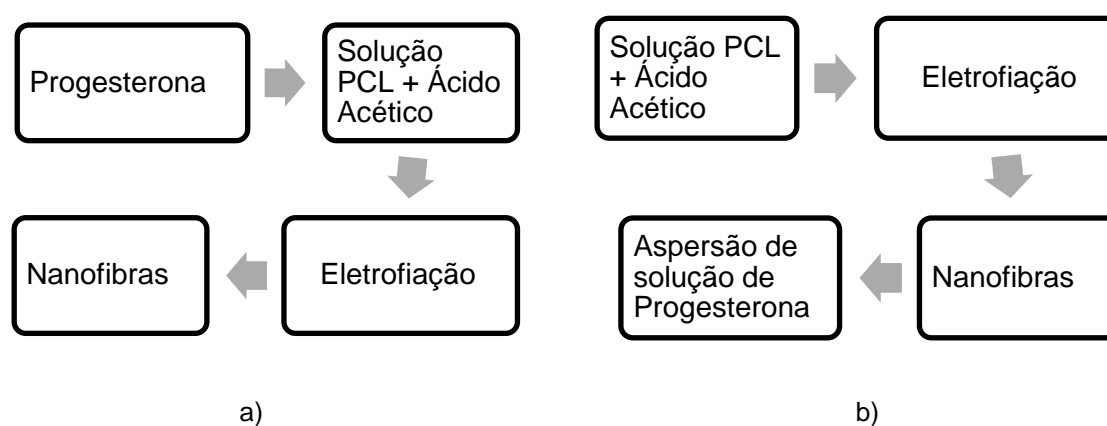 Progesterona
Solução
PCL + Ácido
Acético
Eletrofiação
Nanofibras
a)
Solução PCL
+ Ácido
Acético
Eletrofiação
Nanofibras
Aspersão de
solução de
Progesterona
b)